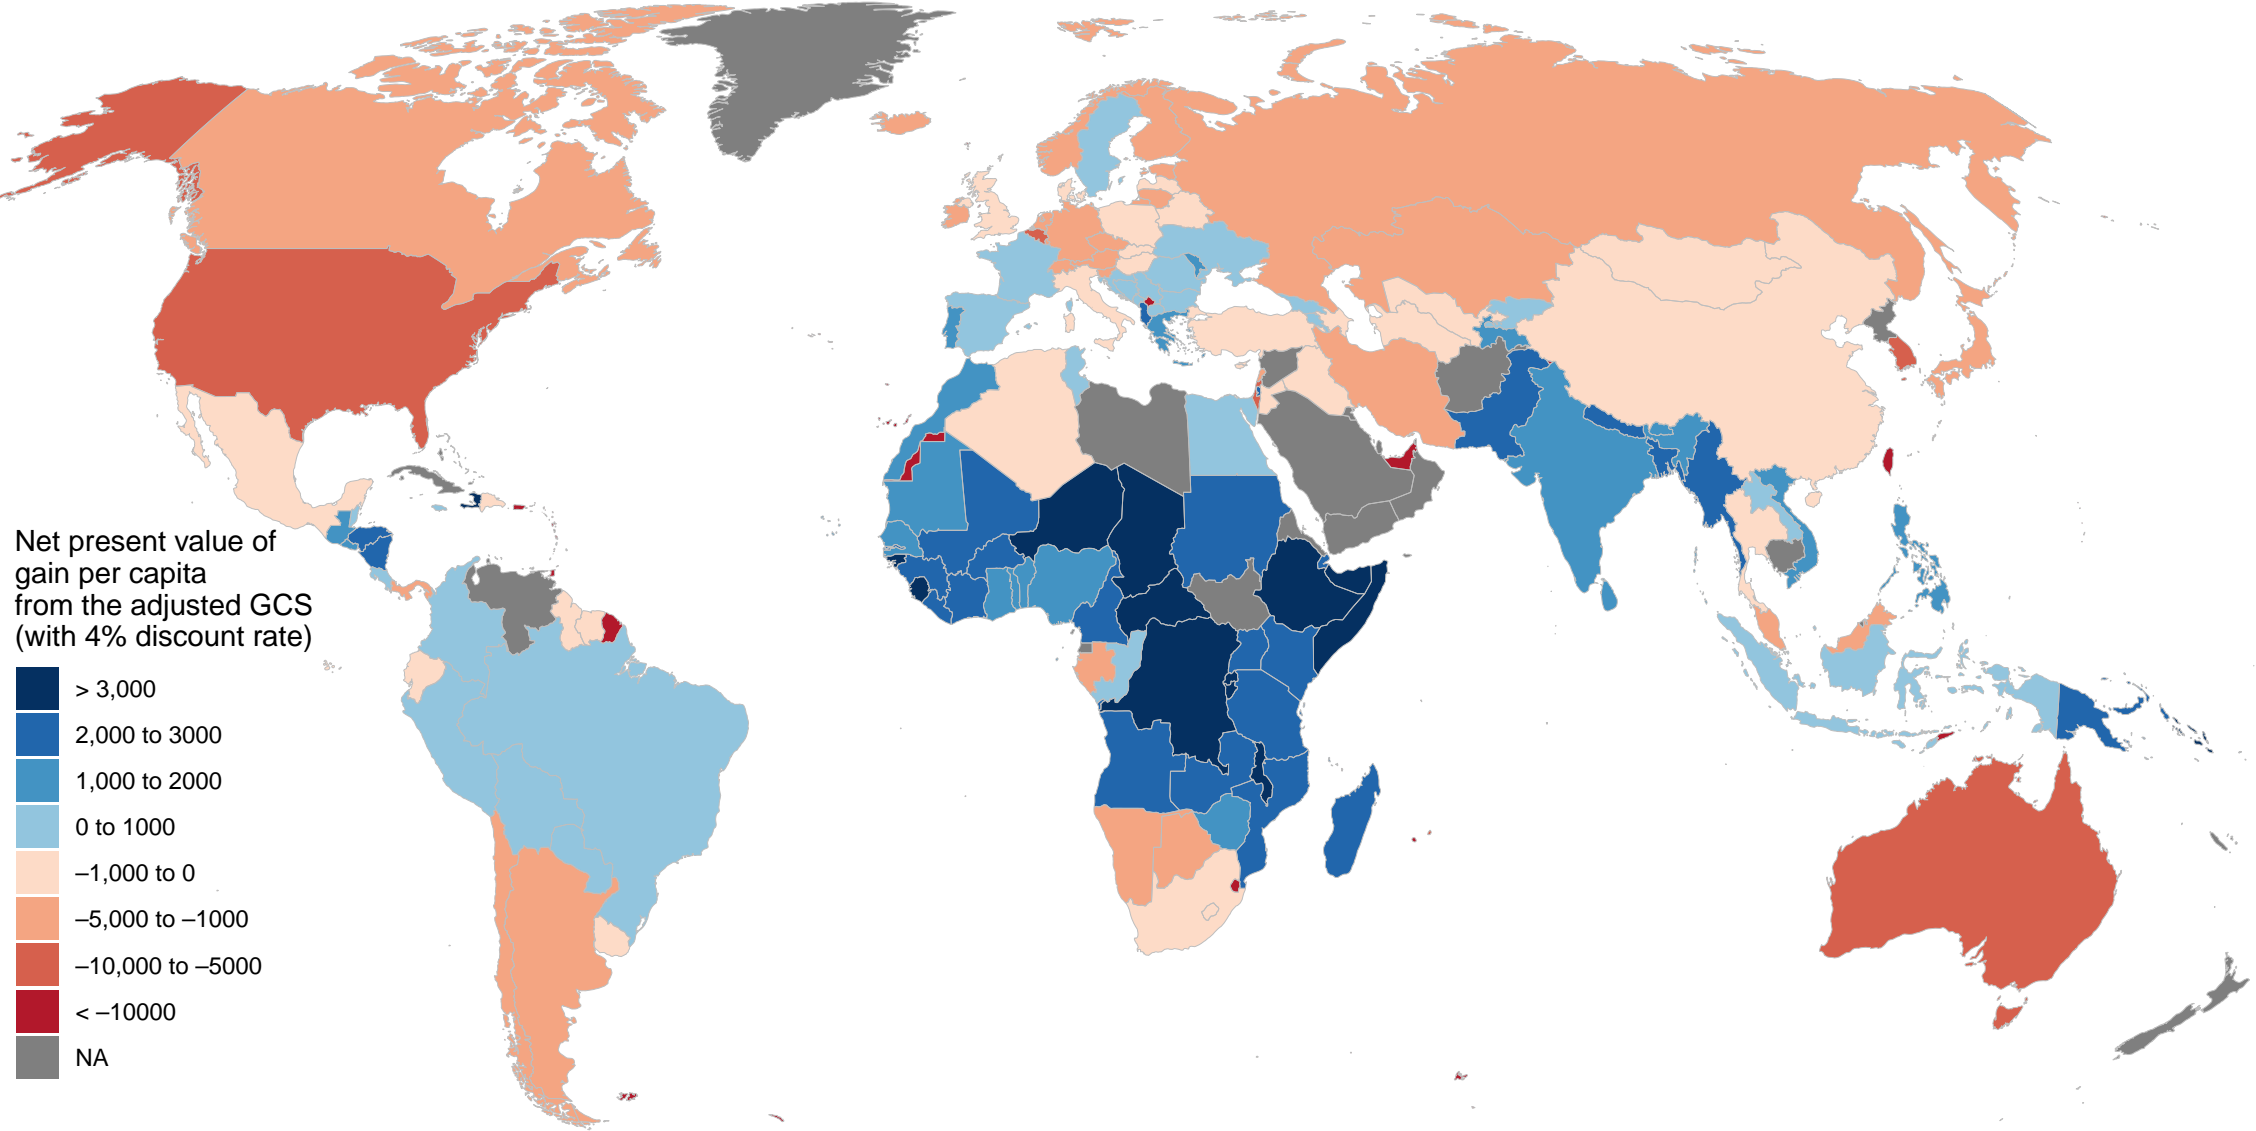 Net present value of
gain per capita
from the adjusted GCS
(with 4% discount rate)
> 3,000
2,000 to 3000
1,000 to 2000
0 to 1000
–1,000 to 0
–5,000 to –1000
–10,000 to –5000
< –10000
NA